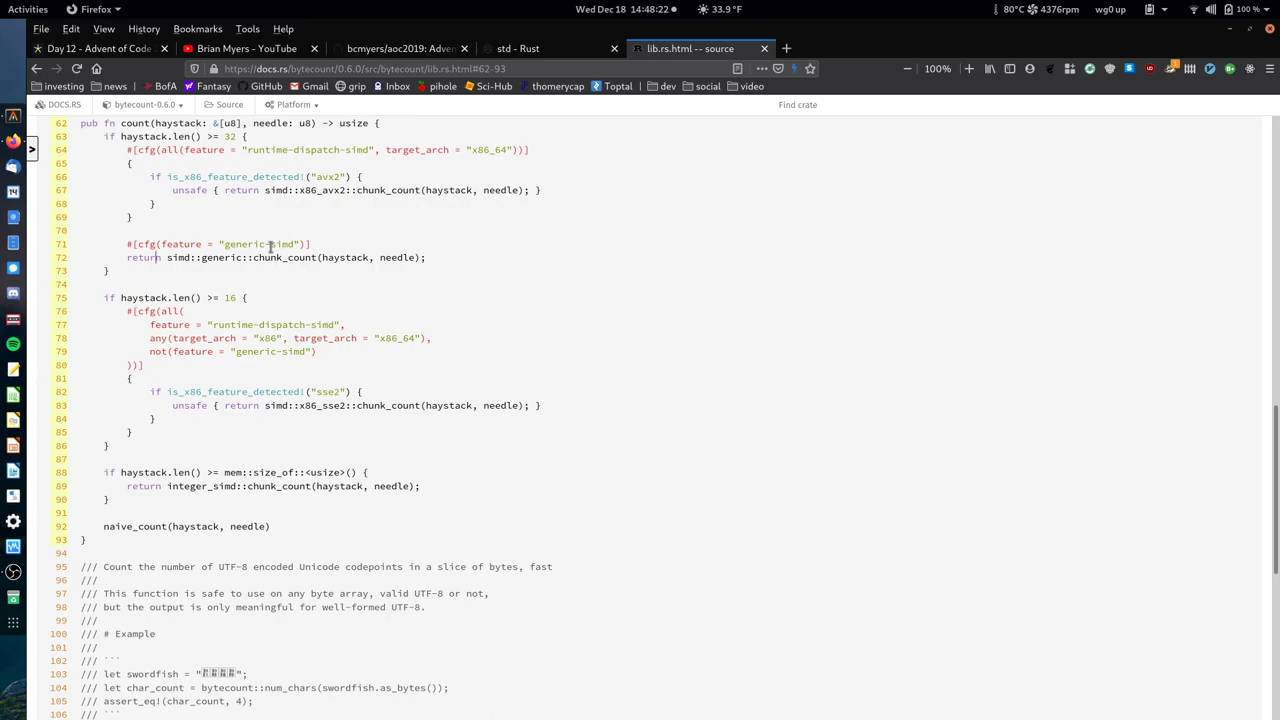 Activities Firefox Wed Dec 18 14:48:22 33.9 °F 80°C 4376rpm wg0 up 100 %
File Edit View History Bookmarks Tools Help
Day 12 - Advent of Code Brian Myers - YouTube bcmyers/aoc2019: Adven std - Rust lib.rs.html -- source
https://docs.rs/bytecount/0.6.0/src/bytecount/lib.rs.html#62-93 100%
investing news BofA Fantasy GitHub Gmail grip Inbox pihole Sci-Hub thomerycap Toptal dev social video
DOCS.RS bytecount-0.6.0 Source Platform Find crate
62 pub fn count(haystack: &[u8], needle: u8) -> usize {
63 if haystack.len() >= 32 {
64 #[cfg(all(feature = "runtime-dispatch-simd", target_arch = "x86_64"))]
65 {
66 if is_x86_feature_detected!("avx2") {
67 unsafe { return simd::x86_avx2::chunk_count(haystack, needle); }
68 }
69 }
70
71 #[cfg(feature = "generic-simd")]
72 return simd::generic::chunk_count(haystack, needle);
73 }
74
75 if haystack.len() >= 16 {
76 #[cfg(all(
77 feature = "runtime-dispatch-simd",
78 any(target_arch = "x86", target_arch = "x86_64"),
79 not(feature = "generic-simd")
80 ))]
81 {
82 if is_x86_feature_detected!("sse2") {
83 unsafe { return simd::x86_sse2::chunk_count(haystack, needle); }
84 }
85 }
86 }
87
88 if haystack.len() >= mem::size_of::<usize>() {
89 return integer_simd::chunk_count(haystack, needle);
90 }
91
92 naive_count(haystack, needle)
93 }
94
95 /// Count the number of UTF-8 encoded Unicode codepoints in a slice of bytes, fast
96 ///
97 /// This function is safe to use on any byte array, valid UTF-8 or not,
98 /// but the output is only meaningful for well-formed UTF-8.
99 ///
100 /// # Example
101 ///
102 /// ```
103 /// let swordfish = "";
104 /// let char_count = bytecount::num_chars(swordfish.as_bytes());
105 /// assert_eq!(char_count, 4);
106 /// ```